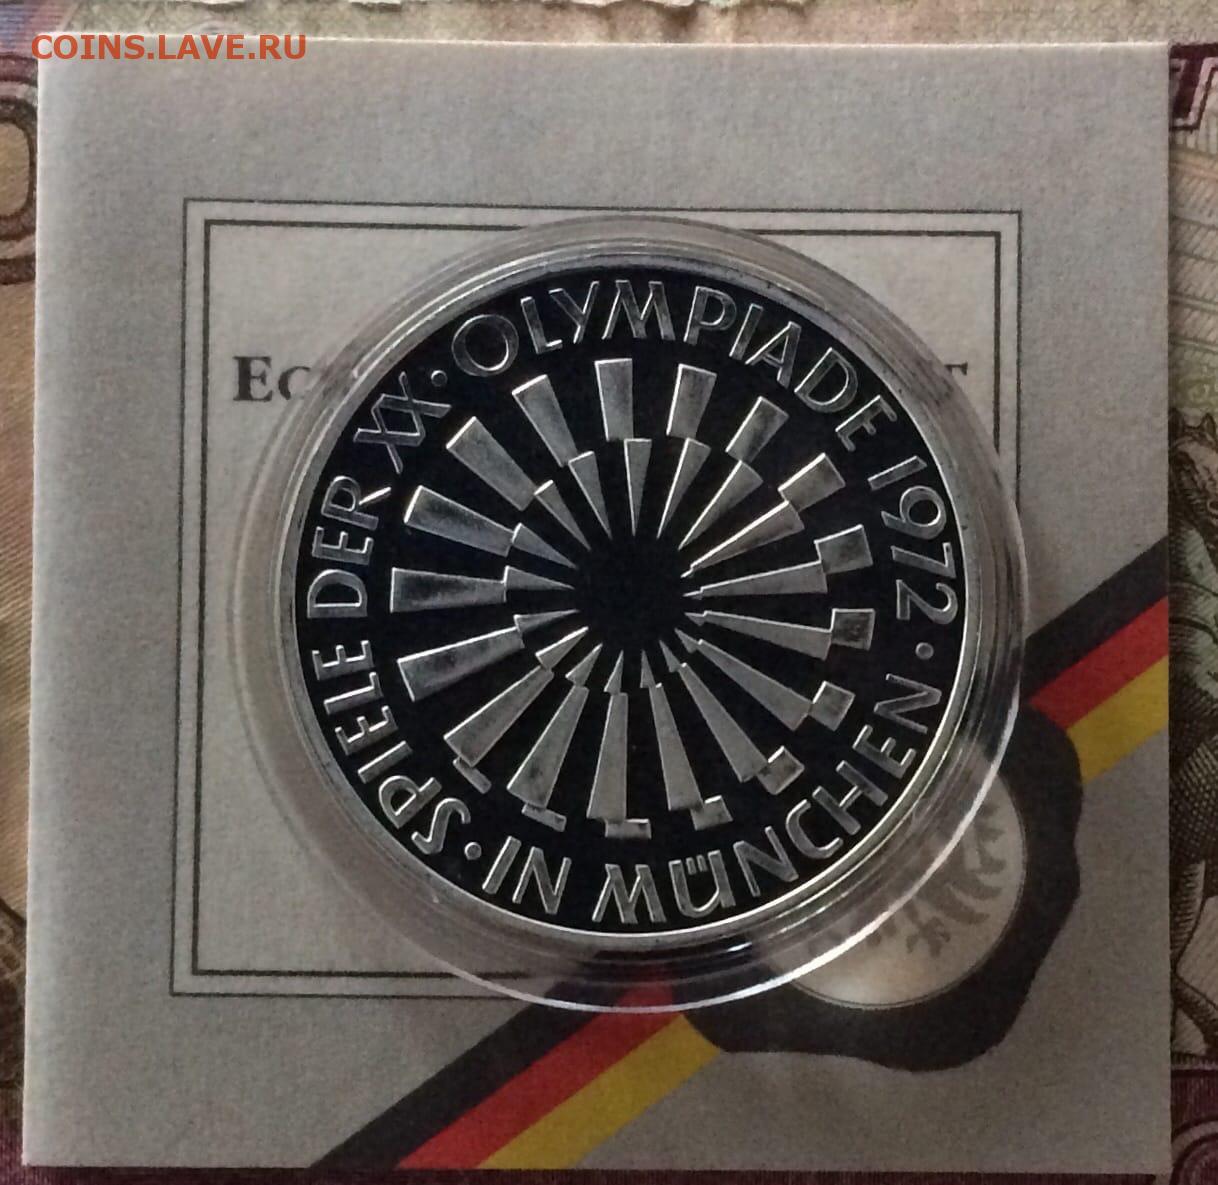 COINS.LAVE.RU
SPIELE DER XX. OLYMPIADE 1972 · IN MÜNCHEN ·